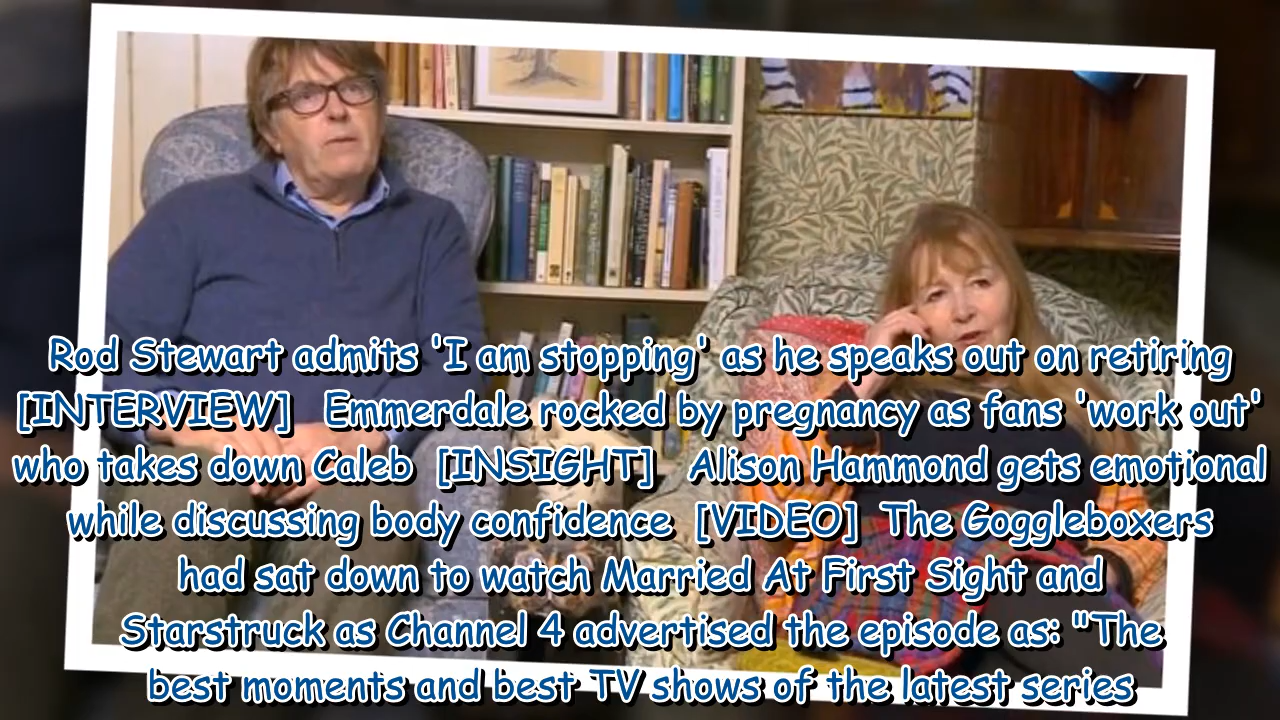 Rod Stewart admits 'I am stopping' as he speaks out on retiring
[INTERVIEW]   Emmerdale rocked by pregnancy as fans 'work out'
who takes down Caleb  [INSIGHT]   Alison Hammond gets emotional
while discussing body confidence  [VIDEO]  The Goggleboxers
had sat down to watch Married At First Sight and
Starstruck as Channel 4 advertised the episode as: "The
best moments and best TV shows of the latest series